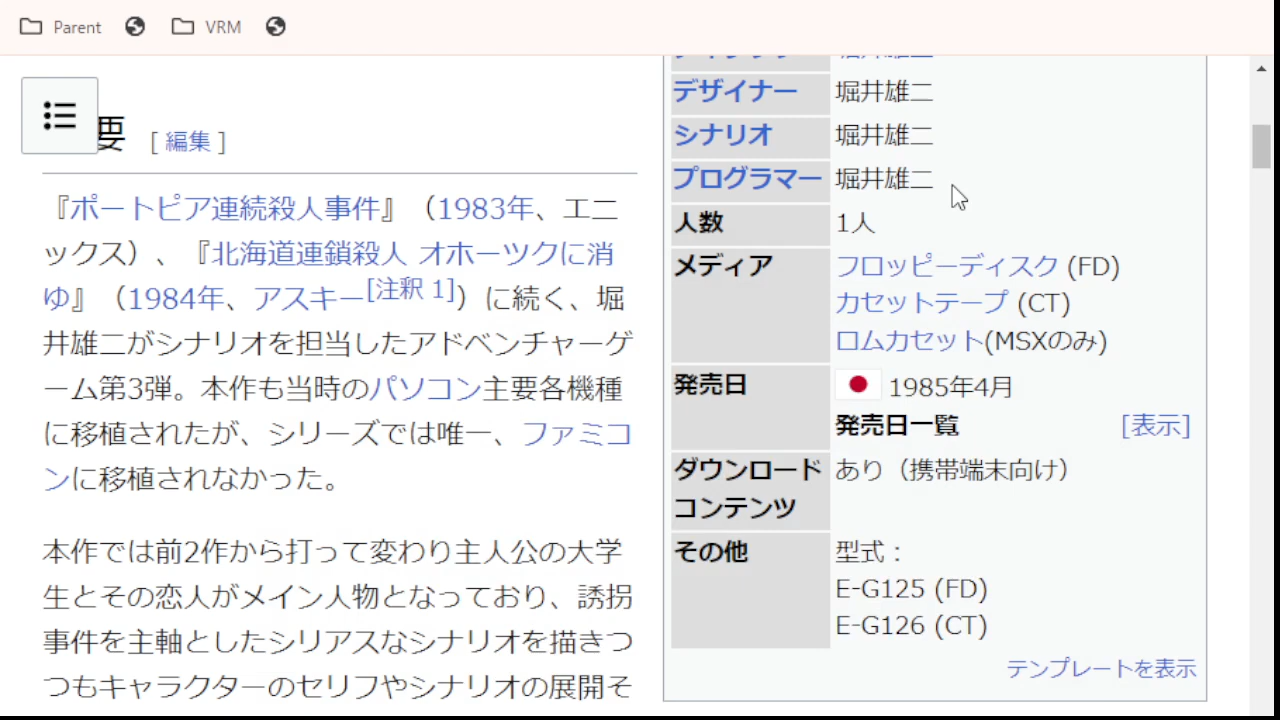 Parent
VRM
要 [ 編集 ]
『ポートピア連続殺人事件』（1983年、エニ
ックス）、『北海道連鎖殺人 オホーツクに消
ゆ』（1984年、アスキー[注釈 1]）に続く、堀
井雄二がシナリオを担当したアドベンチャーゲ
ーム第3弾。本作も当時のパソコン主要各機種
に移植されたが、シリーズでは唯一、ファミコ
ンに移植されなかった。
本作では前2作から打って変わり主人公の大学
生とその恋人がメイン人物となっており、誘拐
事件を主軸としたシリアスなシナリオを描きつ
つもキャラクターのセリフやシナリオの展開そ
デザイナー 堀井雄二
シナリオ 堀井雄二
プログラマー 堀井雄二
人数 1人
メディア フロッピーディスク (FD)
カセットテープ (CT)
ロムカセット(MSXのみ)
発売日 1985年4月
発売日一覧 [表示]
ダウンロード あり（携帯端末向け）
コンテンツ
その他 型式：
E-G125 (FD)
E-G126 (CT)
テンプレートを表示